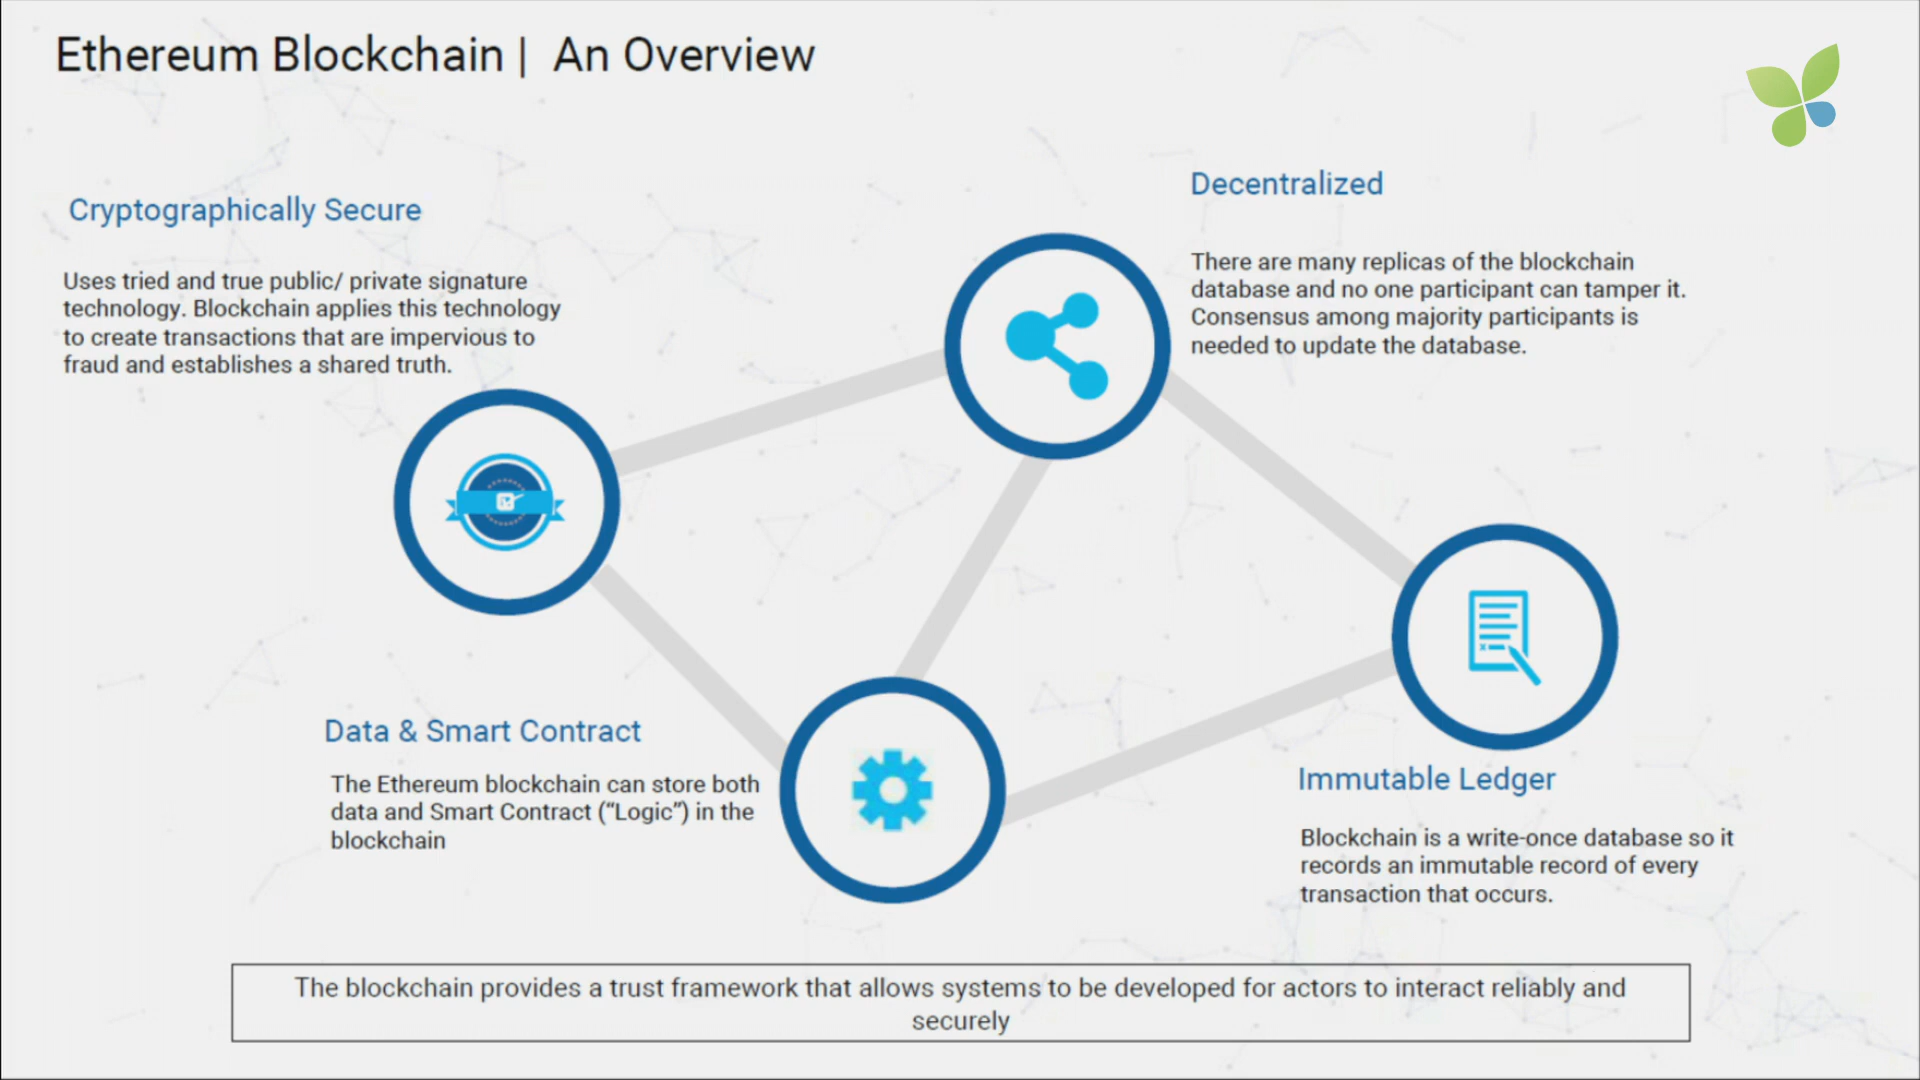 Ethereum Blockchain | An Overview
Cryptographically Secure
Uses tried and true public/ private signature
technology. Blockchain applies this technology
to create transactions that are impervious to
fraud and establishes a shared truth.
Decentralized
There are many replicas of the blockchain
database and no one participant can tamper it.
Consensus among majority participants is
needed to update the database.
Data & Smart Contract
The Ethereum blockchain can store both
data and Smart Contract (“Logic”) in the
blockchain
Immutable Ledger
Blockchain is a write-once database so it
records an immutable record of every
transaction that occurs.
The blockchain provides a trust framework that allows systems to be developed for actors to interact reliably and
securely